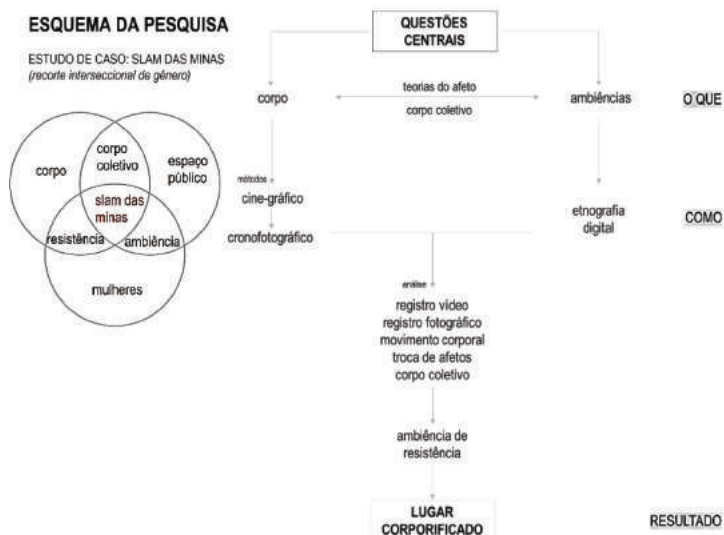 ESQUEMA DA PESQUISA
ESTUDO DE CASO: SLAM DAS MINAS
(recorte interseccional de gênero)
corpo
corpo
coletivo
espaço
público
slam das
minas
resistência
ambiência
mulheres
QUESTÕES
CENTRAIS
corpo
teorias do afeto
corpo coletivo
ambiências
O QUE
métodos
cine-gráfico
cronofotográfico
etnografia
digital
COMO
análise
registro vídeo
registro fotográfico
movimento corporal
troca de afetos
corpo coletivo
ambiência de
resistência
LUGAR
CORPORIFICADO
RESULTADO